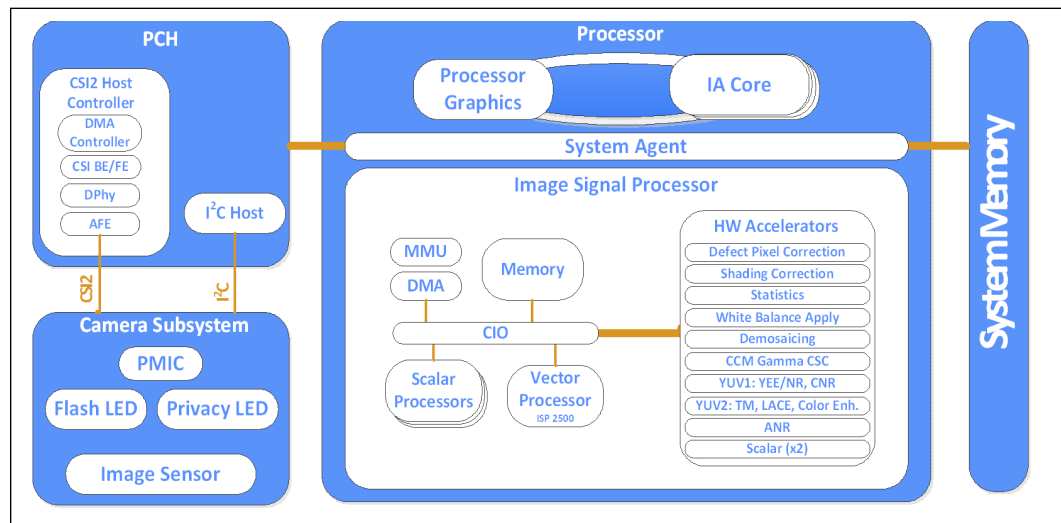 PCH
CSI2 Host
Controller
DMA
Controller
CSI BE/FE
DPhy
AFE
I²C Host
CSI2
I²C
Camera Subsystem
PMIC
Flash LED
Privacy LED
Image Sensor
Processor
Processor
Graphics
IA Core
System Agent
Image Signal Processor
MMU
DMA
Memory
CIO
Scalar
Processors
Vector
Processor
ISP 2500
HW Accelerators
Defect Pixel Correction
Shading Correction
Statistics
White Balance Apply
Demosaicing
CCM Gamma CSC
YUV1: YEE/NR, CNR
YUV2: TM, LACE, Color Enh.
ANR
Scalar (x2)
System Memory